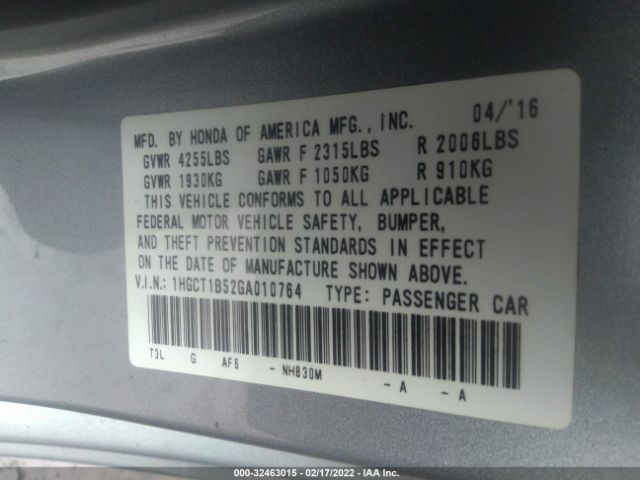 04/'16
MFD. BY HONDA OF AMERICA MFG., INC.
GVWR 4255LBS GAWR F 2315LBS R 2006LBS
GVWR 1930KG GAWR F 1050KG R 910KG
THIS VEHICLE CONFORMS TO ALL APPLICABLE
FEDERAL MOTOR VEHICLE SAFETY, BUMPER,
AND THEFT PREVENTION STANDARDS IN EFFECT
ON THE DATE OF MANUFACTURE SHOWN ABOVE.
V.I.N.: 1HGCT1B52GA010764 TYPE: PASSENGER CAR
T3L G AF6 - NH830M - A - A
000-32463015 - 02/17/2022 - IAA Inc.